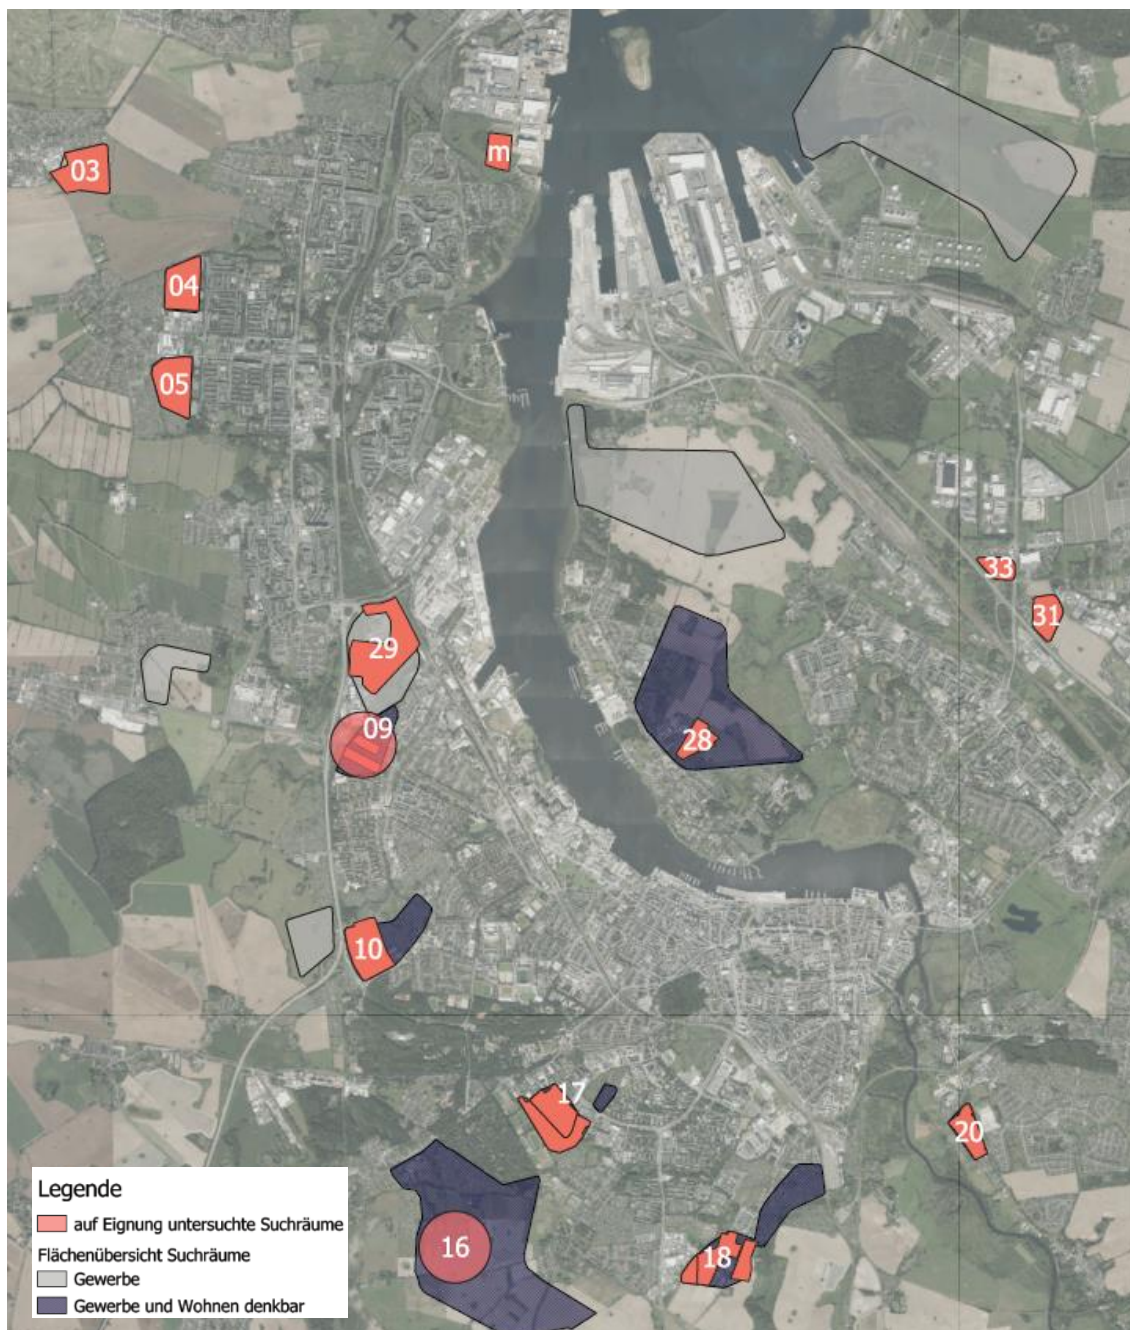 m
03
04
05
33
31
29
09
28
10
17
20
16
18
Legende
auf Eignung untersuchte Suchräume
Flächenübersicht Suchräume
Gewerbe
Gewerbe und Wohnen denkbar